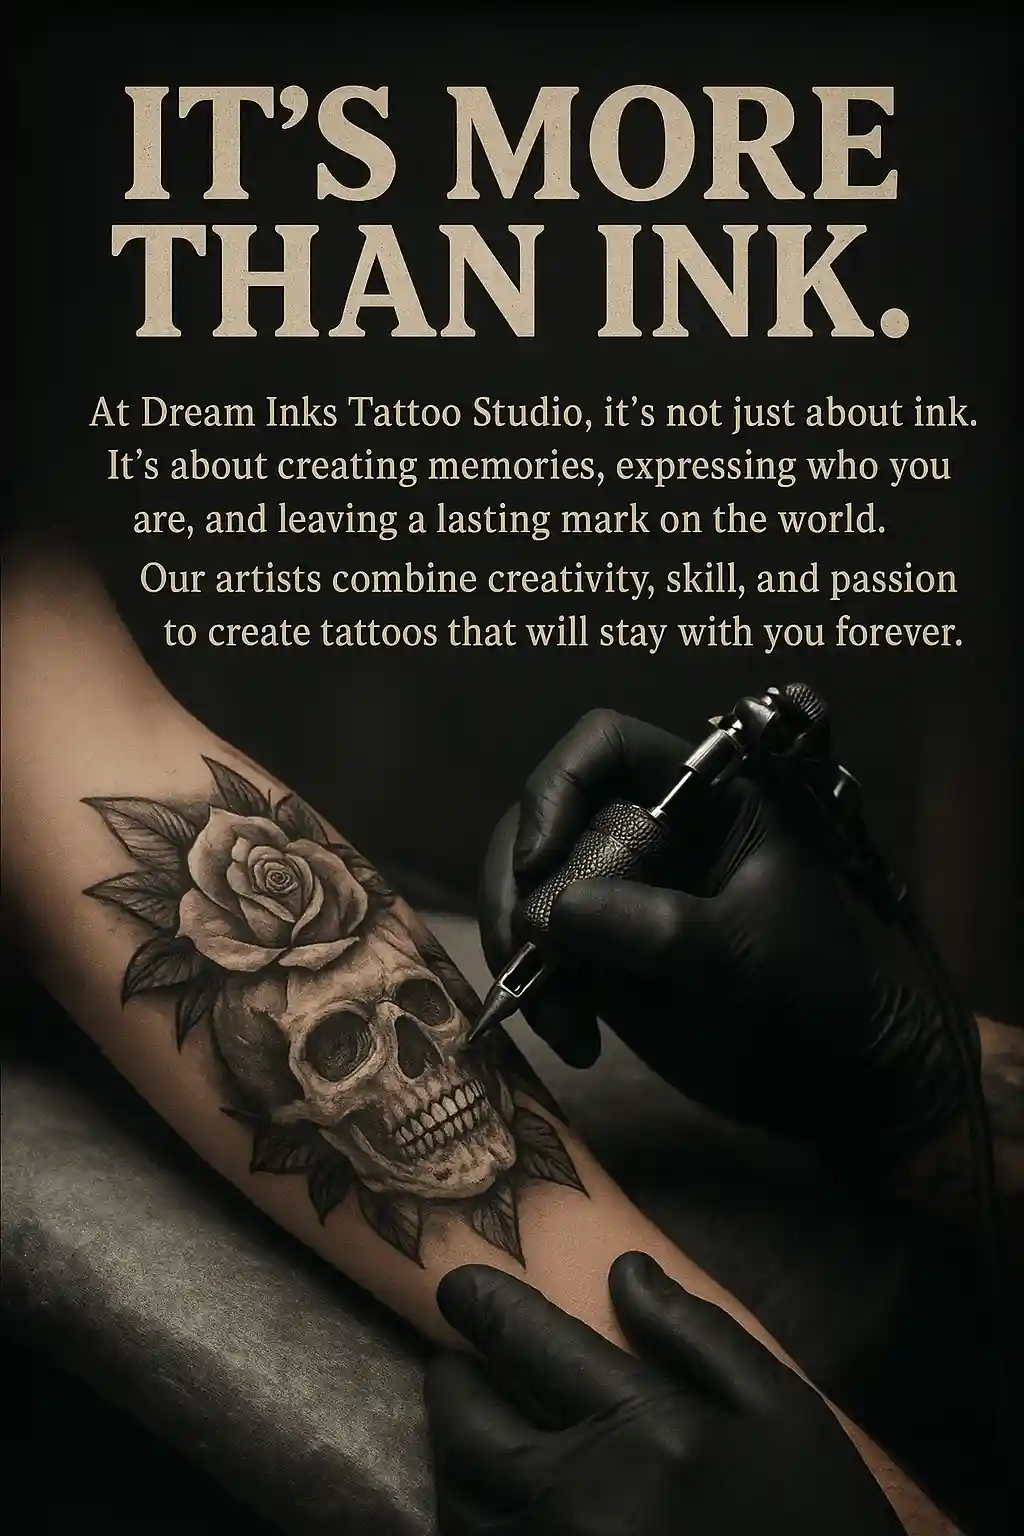 IT’S MORE
THAN INK.
At Dream Inks Tattoo Studio, it’s not just about ink.
It’s about creating memories, expressing who you
are, and leaving a lasting mark on the world.
Our artists combine creativity, skill, and passion
to create tattoos that will stay with you forever.